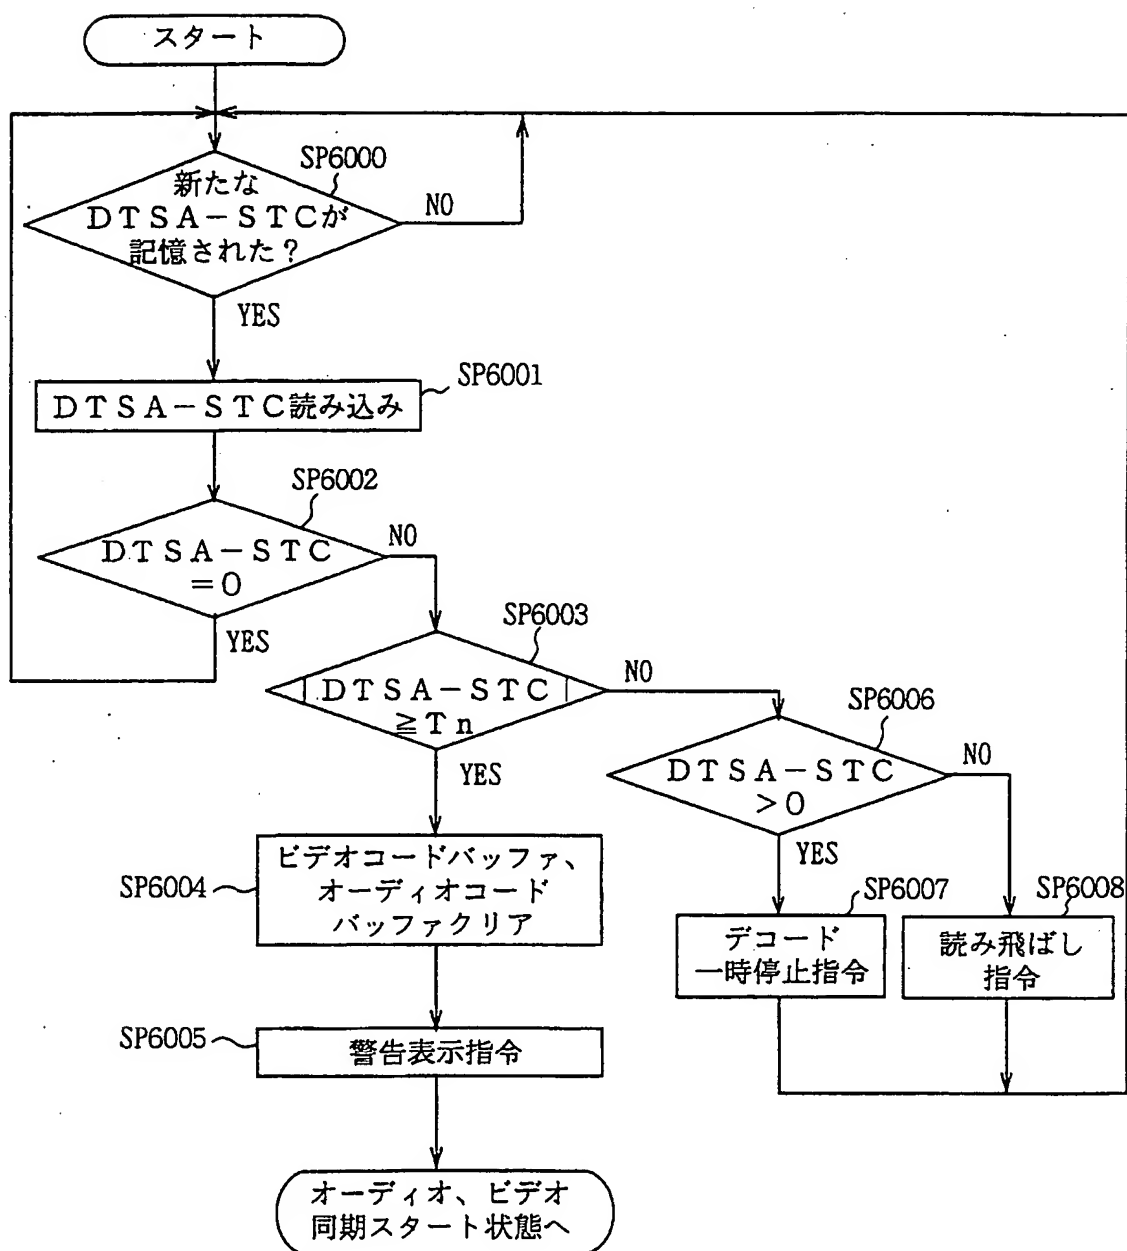 スタート
SP6000
新たな
DTSA-STCが
記憶された?
NO
YES
SP6001
DTSA-STC読み込み
SP6002
DTSA-STC
=0
NO
YES
SP6003
|DTSA-STC|
≧Tn
NO
YES
SP6006
DTSA-STC
>0
NO
YES
SP6004
ビデオコードバッファ、
オーディオコード
バッファクリア
SP6007
デコード
一時停止指令
SP6008
読み飛ばし
指令
SP6005
警告表示指令
オーディオ、ビデオ
同期スタート状態へ